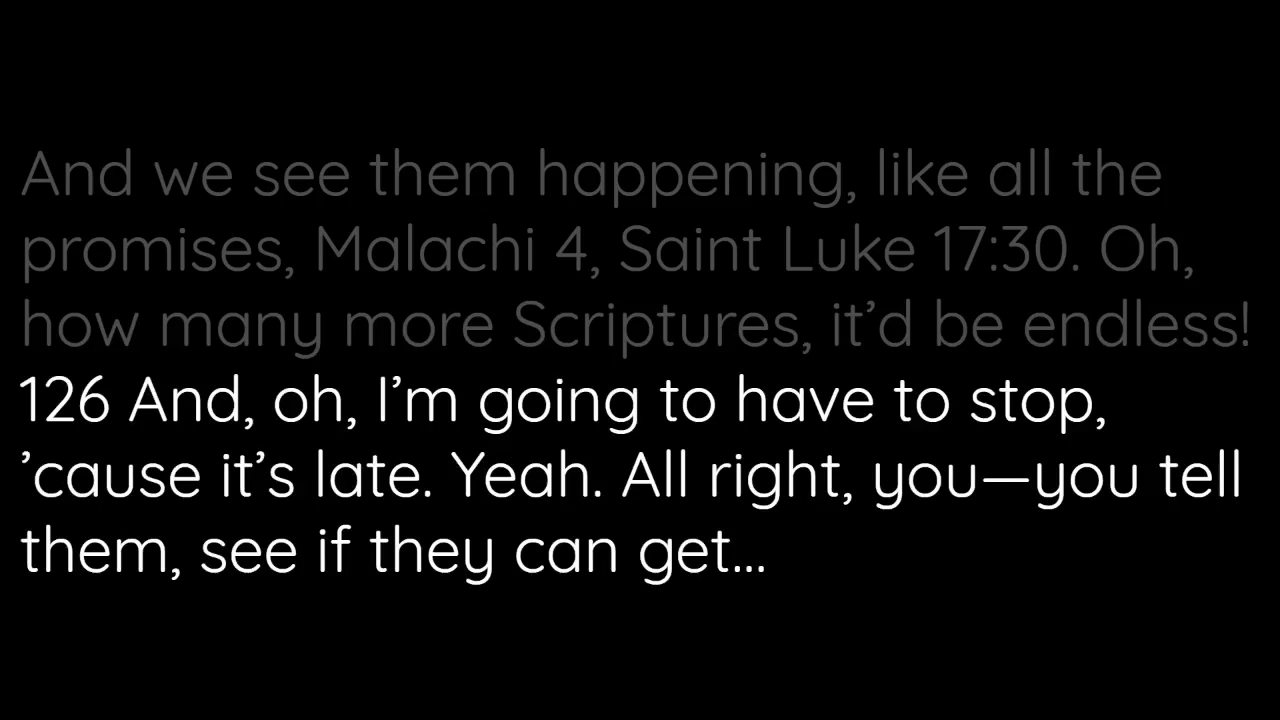 And we see them happening, like all the
promises, Malachi 4, Saint Luke 17:30. Oh,
how many more Scriptures, it’d be endless!
126 And, oh, I’m going to have to stop,
’cause it’s late. Yeah. All right, you—you tell
them, see if they can get...